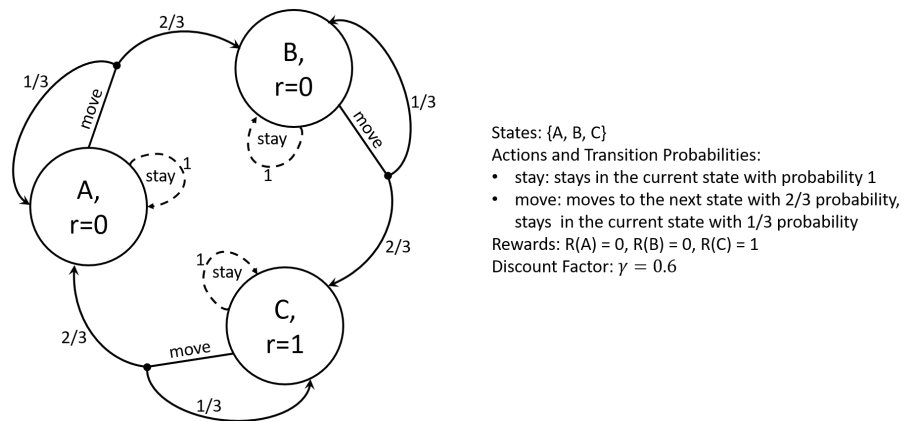 2/3
B,
r=0
1/3
1/3
move
move
stay
1
stay
1
A,
r=0
2/3
1
stay
C,
r=1
2/3
move
1/3
States: {A, B, C}
Actions and Transition Probabilities:
• stay: stays in the current state with probability 1
• move: moves to the next state with 2/3 probability,
stays in the current state with 1/3 probability
Rewards: R(A) = 0, R(B) = 0, R(C) = 1
Discount Factor: γ = 0.6